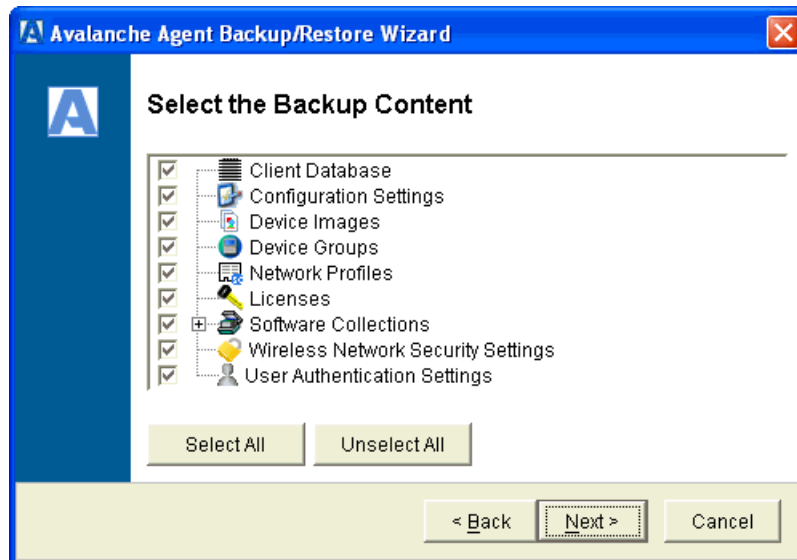 Avalanche Agent Backup/Restore Wizard
A
Select the Backup Content
Client Database
Configuration Settings
Device Images
Device Groups
Network Profiles
Licenses
Software Collections
Wireless Network Security Settings
User Authentication Settings
Select All Unselect All
< Back Next > Cancel